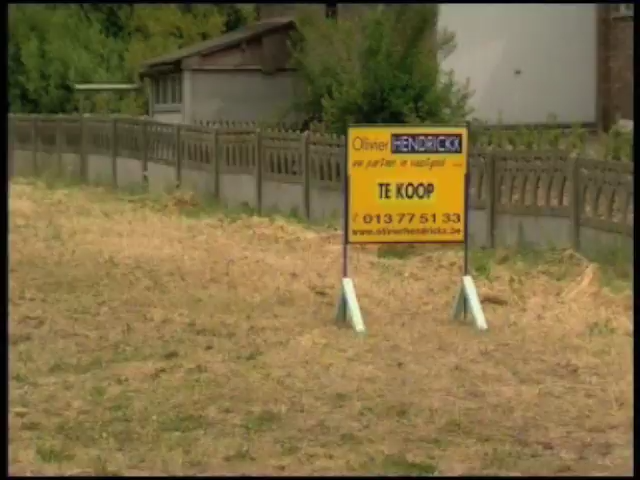 Olivier HENDRICKX
uw partner in vastgoed ...
TE KOOP
013 77 51 33
www.olivierhendrickx.be